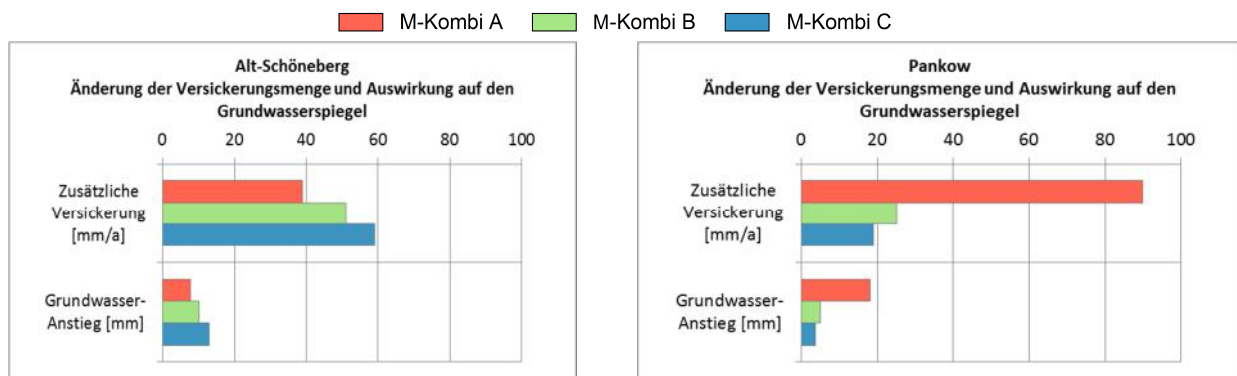 M-Kombi A M-Kombi B M-Kombi C
Alt-Schöneberg
Änderung der Versickerungsmenge und Auswirkung auf den
Grundwasserspiegel
0 20 40 60 80 100
Zusätzliche
Versickerung
[mm/a]
Grundwasser-
Anstieg [mm]
Pankow
Änderung der Versickerungsmenge und Auswirkung auf den
Grundwasserspiegel
0 20 40 60 80 100
Zusätzliche
Versickerung
[mm/a]
Grundwasser-
Anstieg [mm]